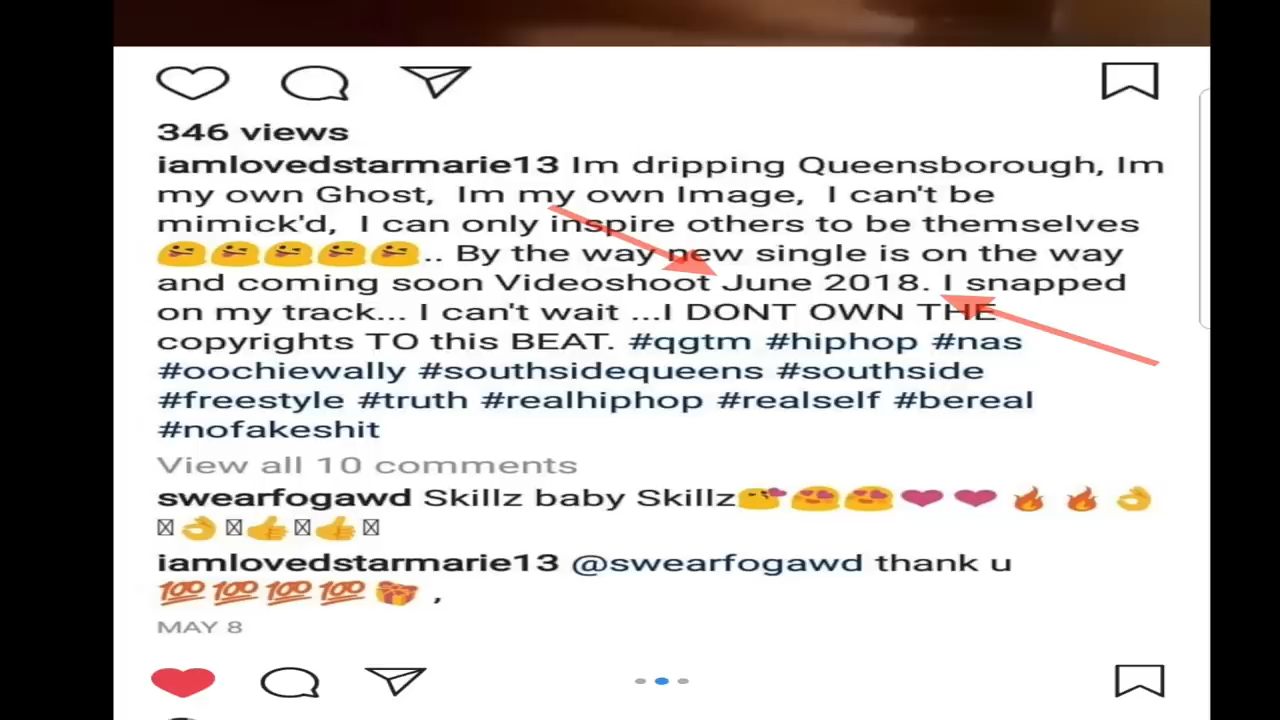 346 views
iamlovedstarmarie13 Im dripping Queensborough, Im
my own Ghost, Im my own Image, I can't be
mimick'd, I can only inspire others to be themselves
😜😜😜😜😜.. By the way new single is on the way
and coming soon Videoshoot June 2018. I snapped
on my track... I can't wait ...I DONT OWN THE
copyrights TO this BEAT. #qgtm #hiphop #nas
#oochiewally #southsidequeens #southside
#freestyle #truth #realhiphop #realself #bereal
#nofakeshit
View all 10 comments
swearfogawd Skillz baby Skillz😘😍😍❤❤🔥🔥👌
👌👍👍
iamlovedstarmarie13 @swearfogawd thank u
💯💯💯💯🎁 ,
MAY 8